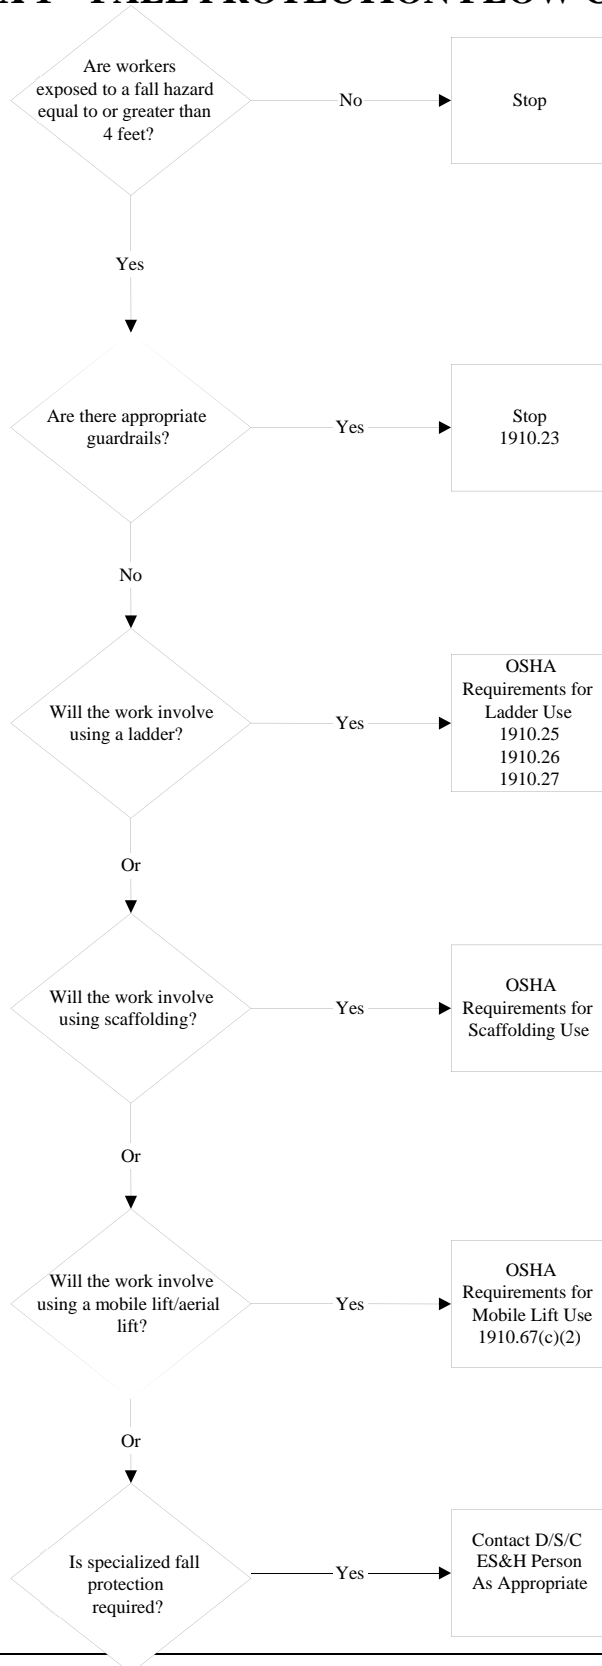 FALL PROTECTION FLOW
Are workers
exposed to a fall hazard
equal to or greater than
4 feet?
No
Stop
Yes
Are there appropriate
guardrails?
Yes
Stop
1910.23
No
Will the work involve
using a ladder?
Yes
OSHA
Requirements for
Ladder Use
1910.25
1910.26
1910.27
Or
Will the work involve
using scaffolding?
Yes
OSHA
Requirements for
Scaffolding Use
Or
Will the work involve
using a mobile lift/aerial
lift?
Yes
OSHA
Requirements for
Mobile Lift Use
1910.67(c)(2)
Or
Is specialized fall
protection
required?
Yes
Contact D/S/C
ES&H Person
As Appropriate